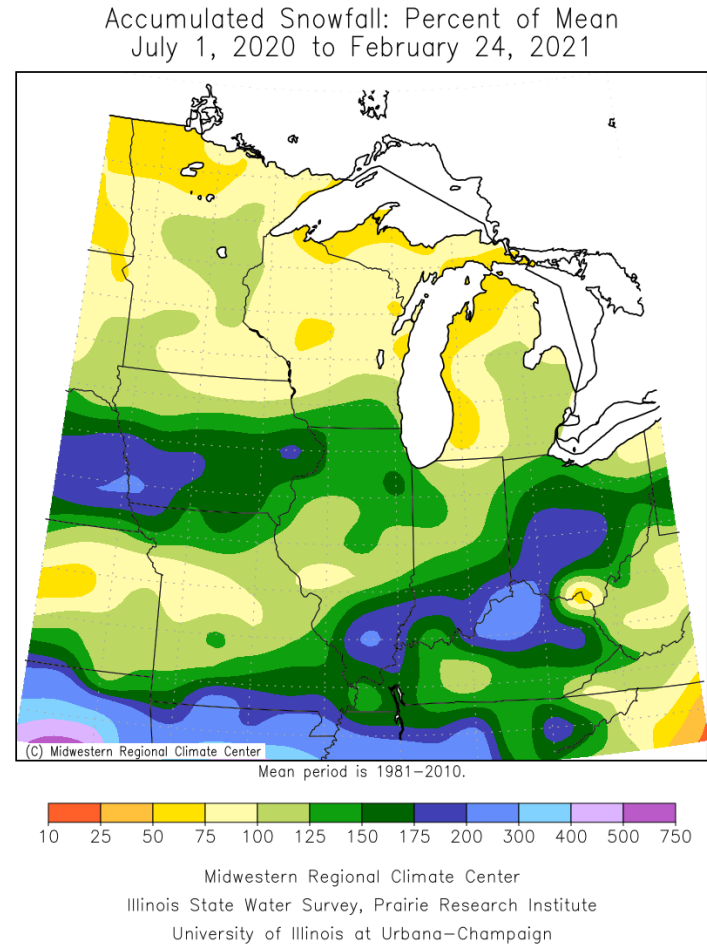 Accumulated Snowfall: Percent of Mean
July 1, 2020 to February 24, 2021
(C) Midwestern Regional Climate Center
Mean period is 1981-2010.
10 25 50 75 100 125 150 175 200 300 400 500 750
Midwestern Regional Climate Center
Illinois State Water Survey, Prairie Research Institute
University of Illinois at Urbana-Champaign